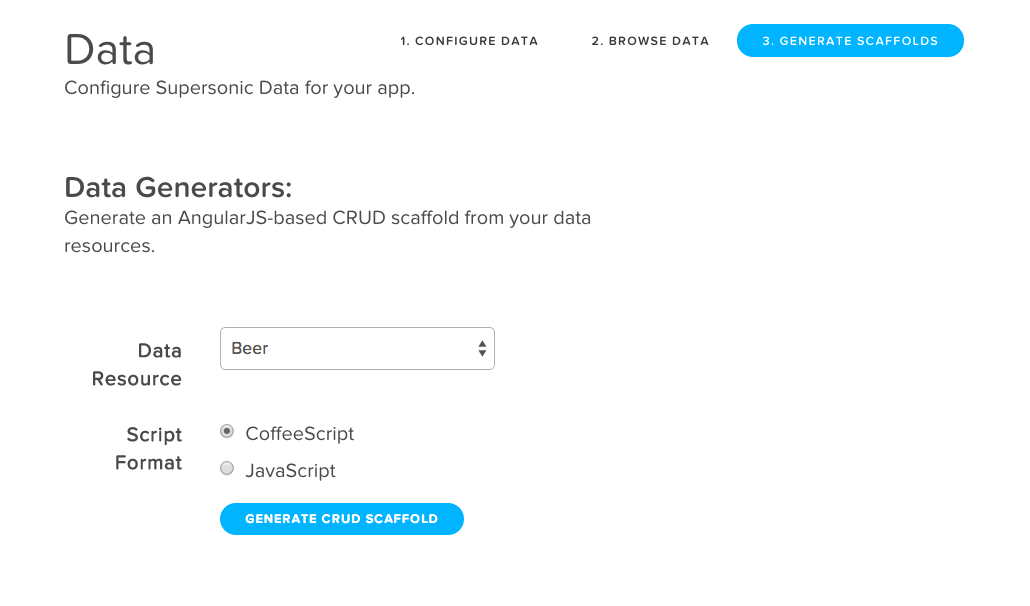 Data
1. CONFIGURE DATA
2. BROWSE DATA
3. GENERATE SCAFFOLDS
Configure Supersonic Data for your app.
Data Generators:
Generate an AngularJS-based CRUD scaffold from your data
resources.
Data
Resource
Beer
Script
Format
CoffeeScript
JavaScript
GENERATE CRUD SCAFFOLD